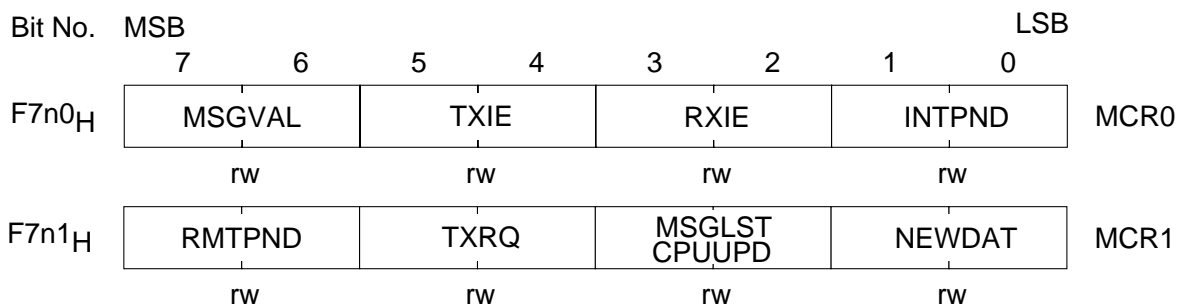 Bit No. MSB LSB
7 6 5 4 3 2 1 0
F7n0H MSGVAL TXIE RXIE INTPND MCR0
rw rw rw rw
F7n1H RMTPND TXRQ MSGLST CPUUPD NEWDAT MCR1
rw rw rw rw